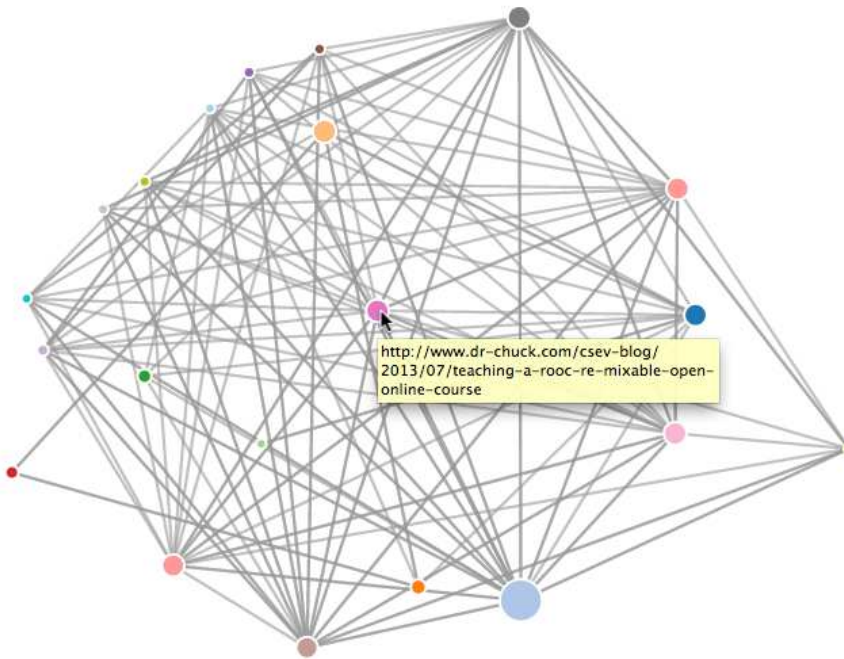 http://www.dr-chuck.com/csev-blog/
2013/07/teaching-a-rooc-re-mixable-open-
online-course